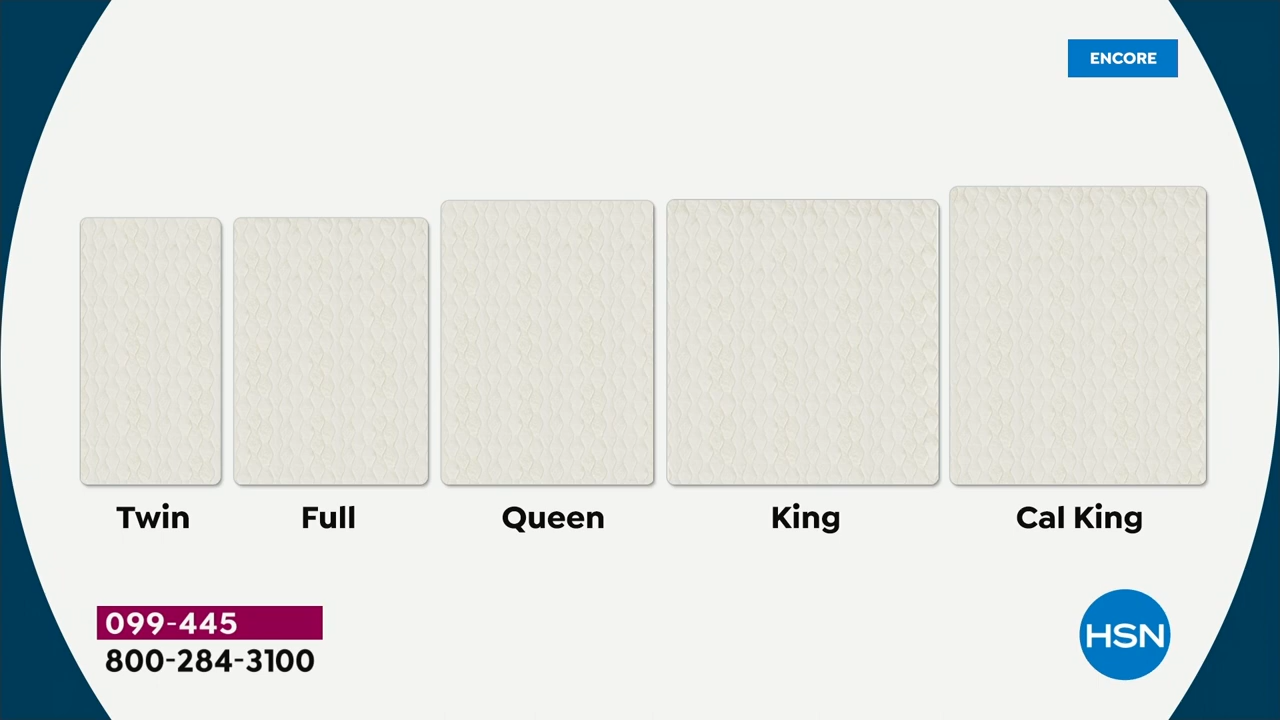 ENCORE
Twin
Full
Queen
King
Cal King
099-445
800-284-3100
HSN